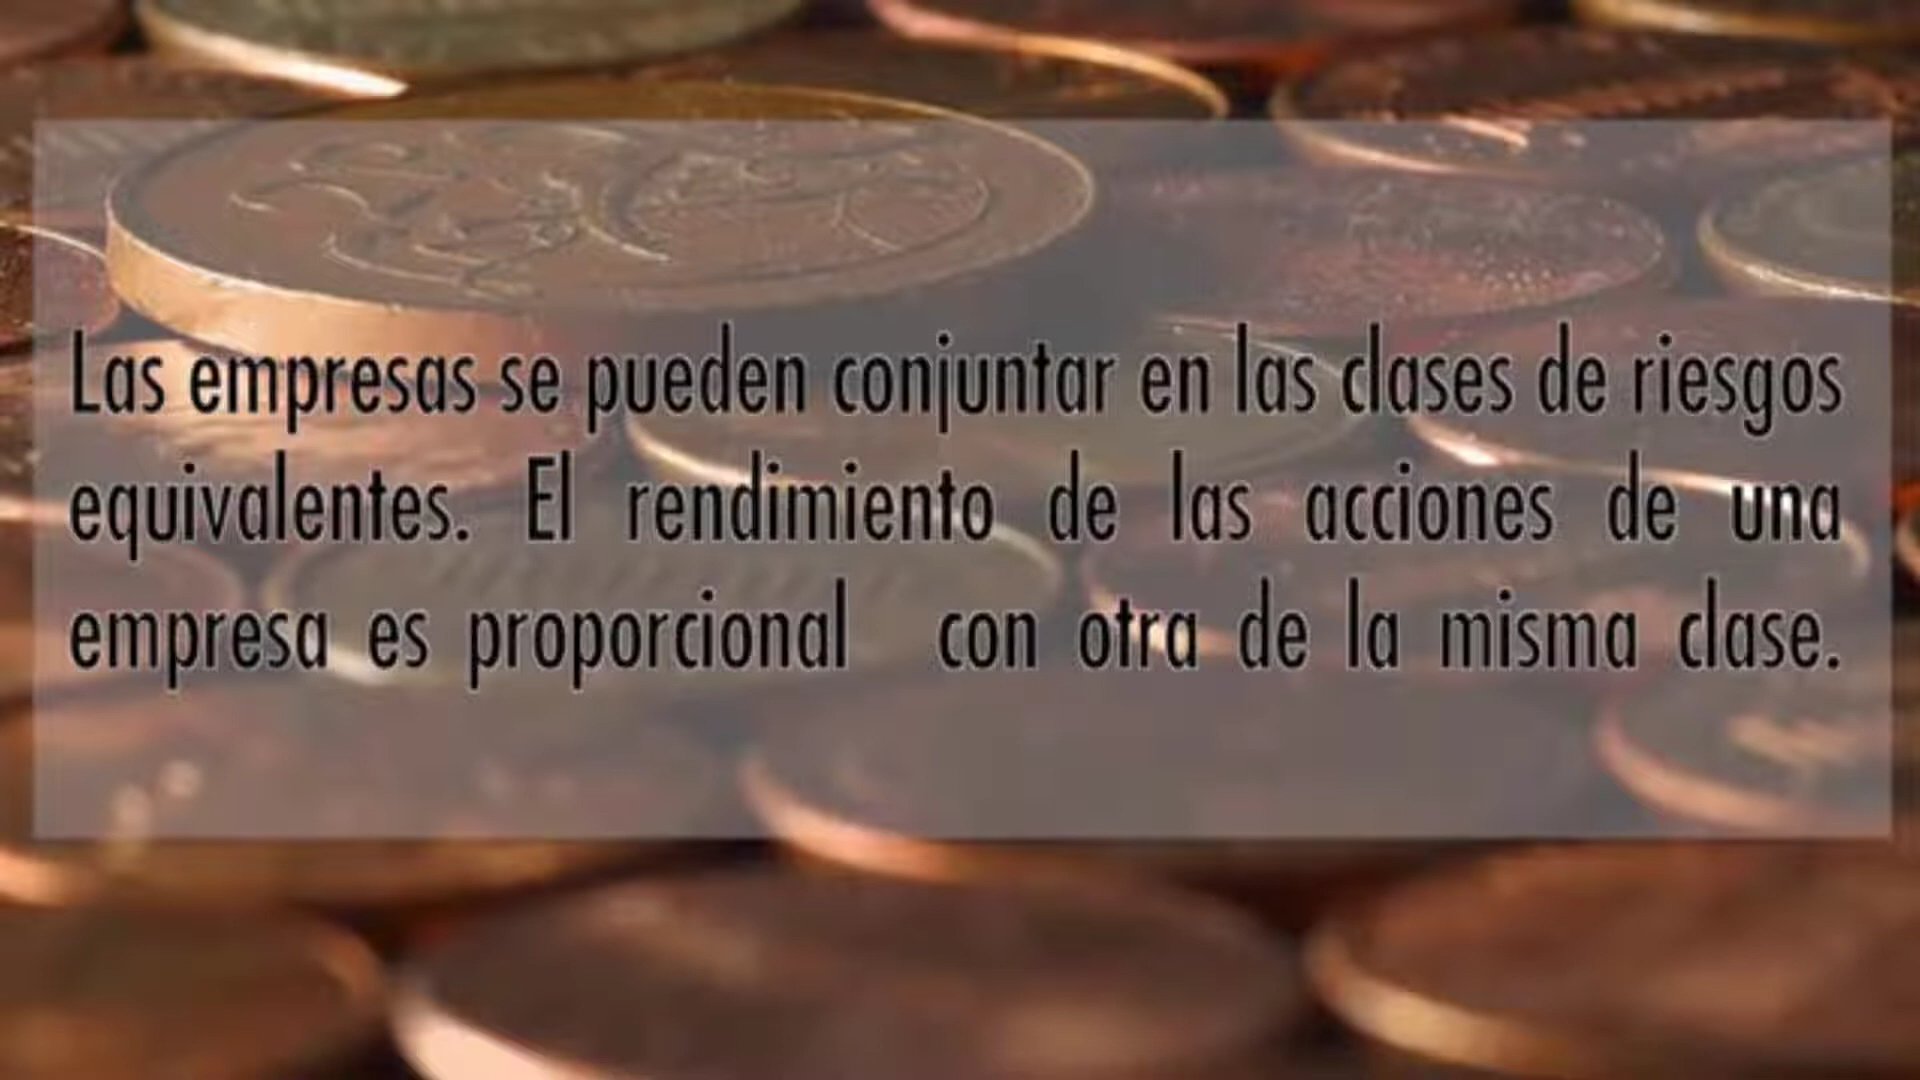 Las empresas se pueden conjuntar en las clases de riesgos
equivalentes. El rendimiento de las acciones de una
empresa es proporcional con otra de la misma clase.